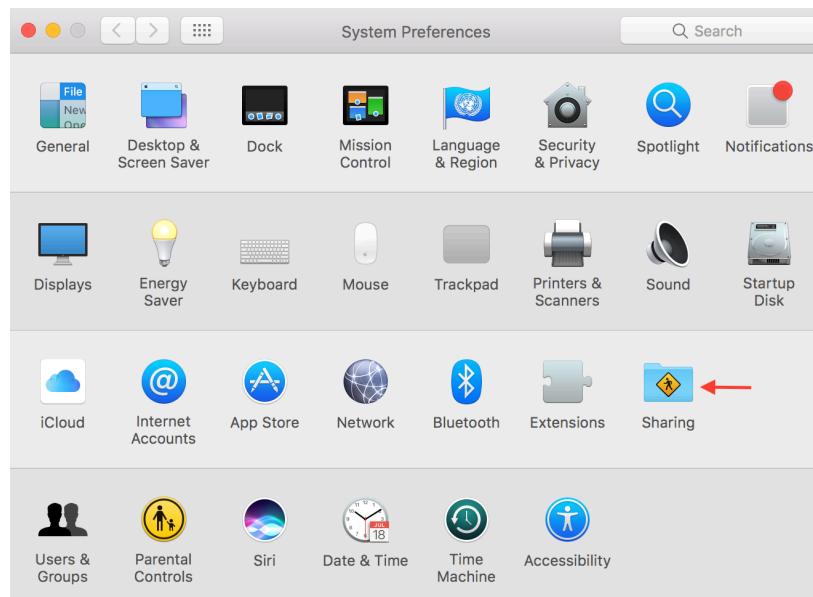 System Preferences
Search
File
New
One
General
Desktop &
Screen Saver
Dock
Mission
Control
Language
& Region
Security
& Privacy
Spotlight
Notifications
Displays
Energy
Saver
Keyboard
Mouse
Trackpad
Printers &
Scanners
Sound
Startup
Disk
iCloud
@
Internet
Accounts
App Store
Network
Bluetooth
Extensions
Sharing
Users &
Groups
Parental
Controls
Siri
JUL
18
Date & Time
Time
Machine
Accessibility